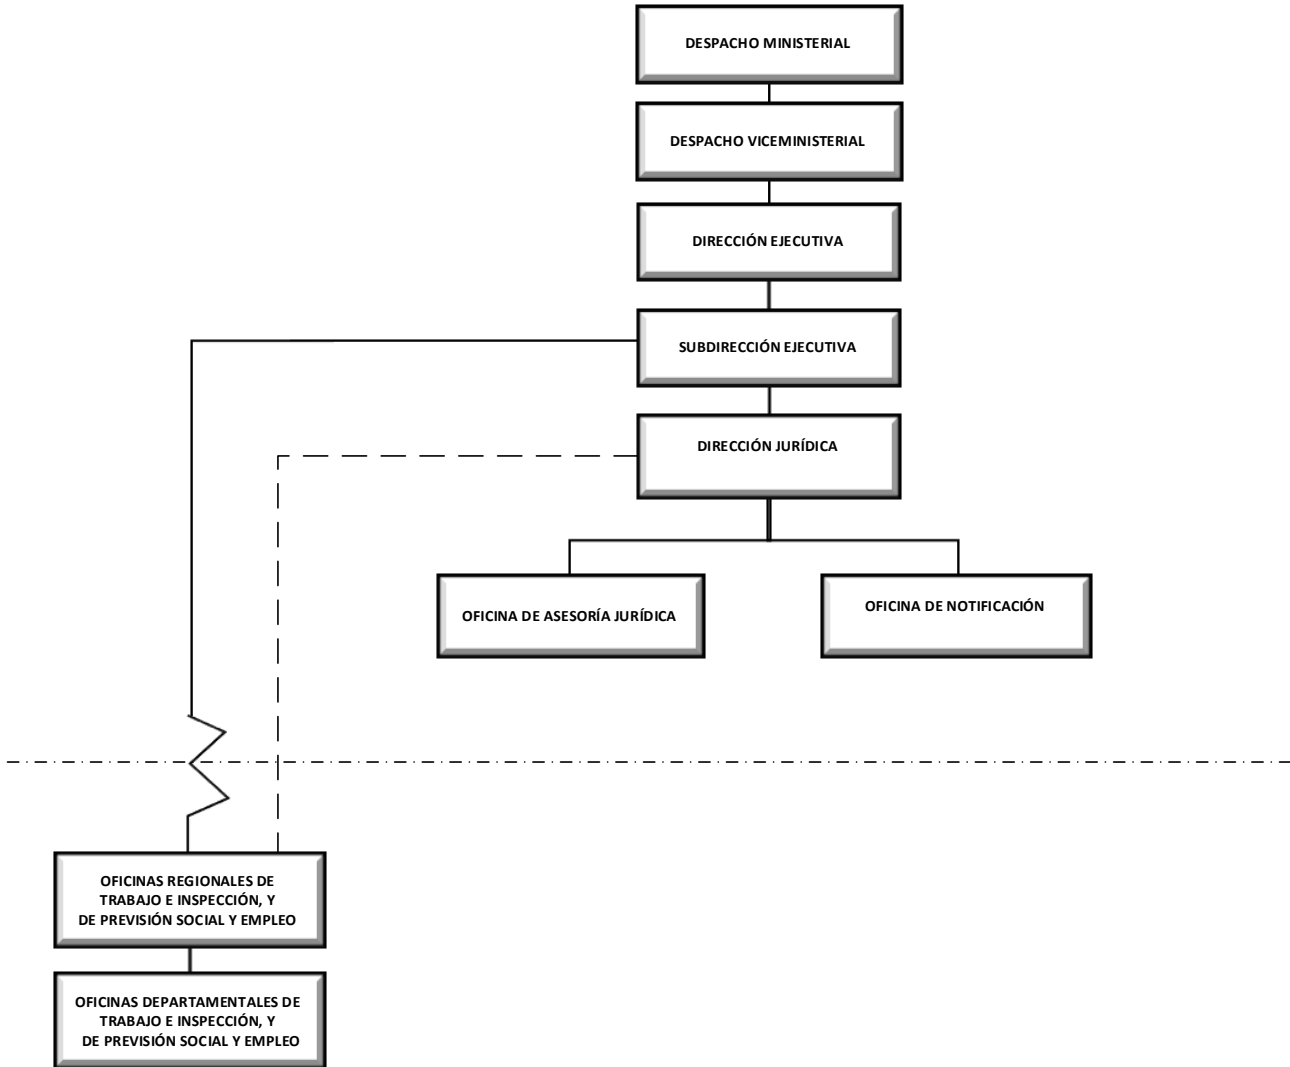 DESPACHO MINISTERIAL
DESPACHO VICEMINISTERIAL
DIRECCIÓN EJECUTIVA
SUBDIRECCIÓN EJECUTIVA
DIRECCIÓN JURÍDICA
OFICINA DE ASESORÍA JURÍDICA
OFICINA DE NOTIFICACIÓN
OFICINAS REGIONALES DE
TRABAJO E INSPECCIÓN, Y
DE PREVISIÓN SOCIAL Y EMPLEO
OFICINAS DEPARTAMENTALES DE
TRABAJO E INSPECCIÓN, Y
DE PREVISIÓN SOCIAL Y EMPLEO